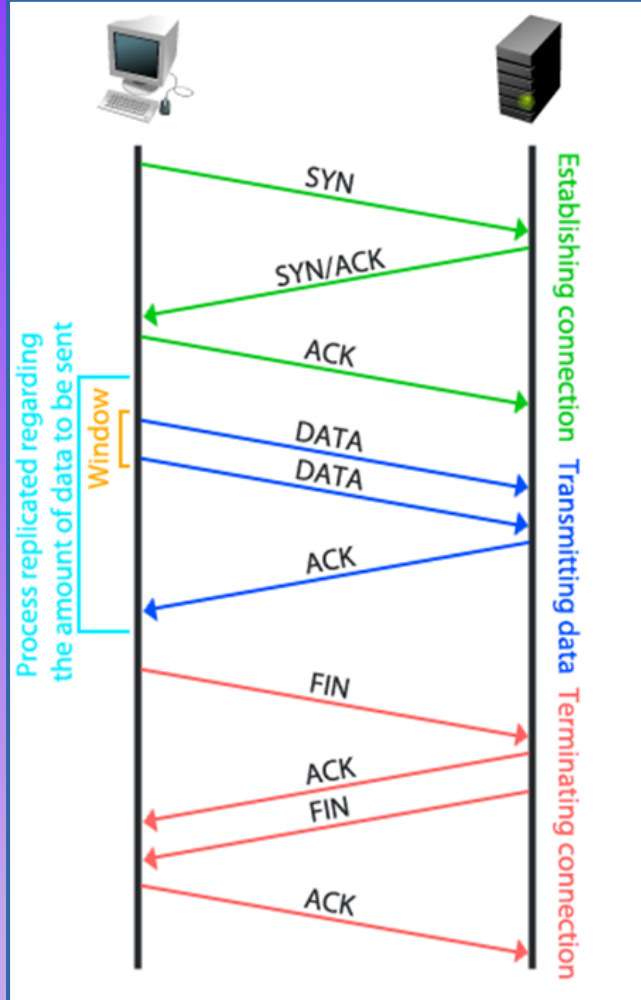 SYN
SYN/ACK
ACK
Establishing connection
Process replicated regarding
the amount of data to be sent
Window
DATA
DATA
ACK
Transmitting data
FIN
ACK
FIN
ACK
Terminating connection